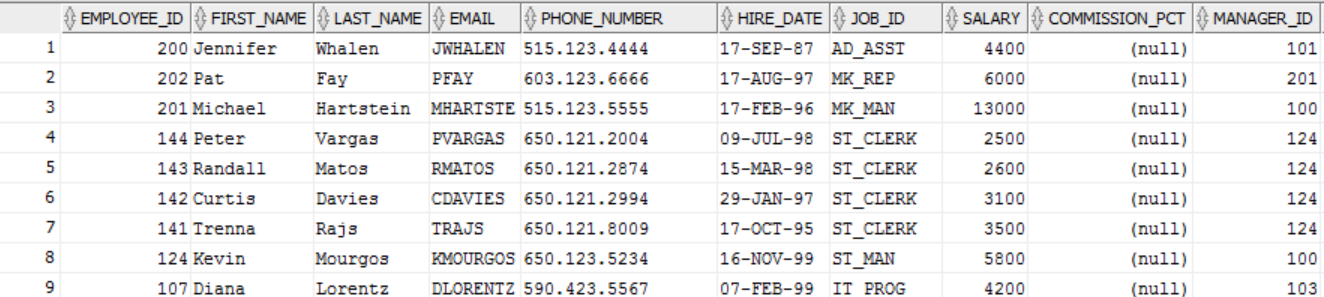 EMPLOYEE_ID FIRST_NAME LAST_NAME EMAIL PHONE_NUMBER HIRE_DATE JOB_ID SALARY COMMISSION_PCT MANAGER_ID
1 200 Jennifer Whalen JWHALEN 515.123.4444 17-SEP-87 AD_ASST 4400 (null) 101
2 202 Pat Fay PFAY 603.123.6666 17-AUG-97 MK_REP 6000 (null) 201
3 201 Michael Hartstein MHARTSTE 515.123.5555 17-FEB-96 MK_MAN 13000 (null) 100
4 144 Peter Vargas PVARGAS 650.121.2004 09-JUL-98 ST_CLERK 2500 (null) 124
5 143 Randall Matos RMATOS 650.121.2874 15-MAR-98 ST_CLERK 2600 (null) 124
6 142 Curtis Davies CDAVIES 650.121.2994 29-JAN-97 ST_CLERK 3100 (null) 124
7 141 Trenna Rajs TRAJS 650.121.8009 17-OCT-95 ST_CLERK 3500 (null) 124
8 124 Kevin Mourgos KMOURGOS 650.123.5234 16-NOV-99 ST_MAN 5800 (null) 100
9 107 Diana Lorentz DLORENTZ 590.423.5567 07-FEB-99 IT_PROG 4200 (null) 103